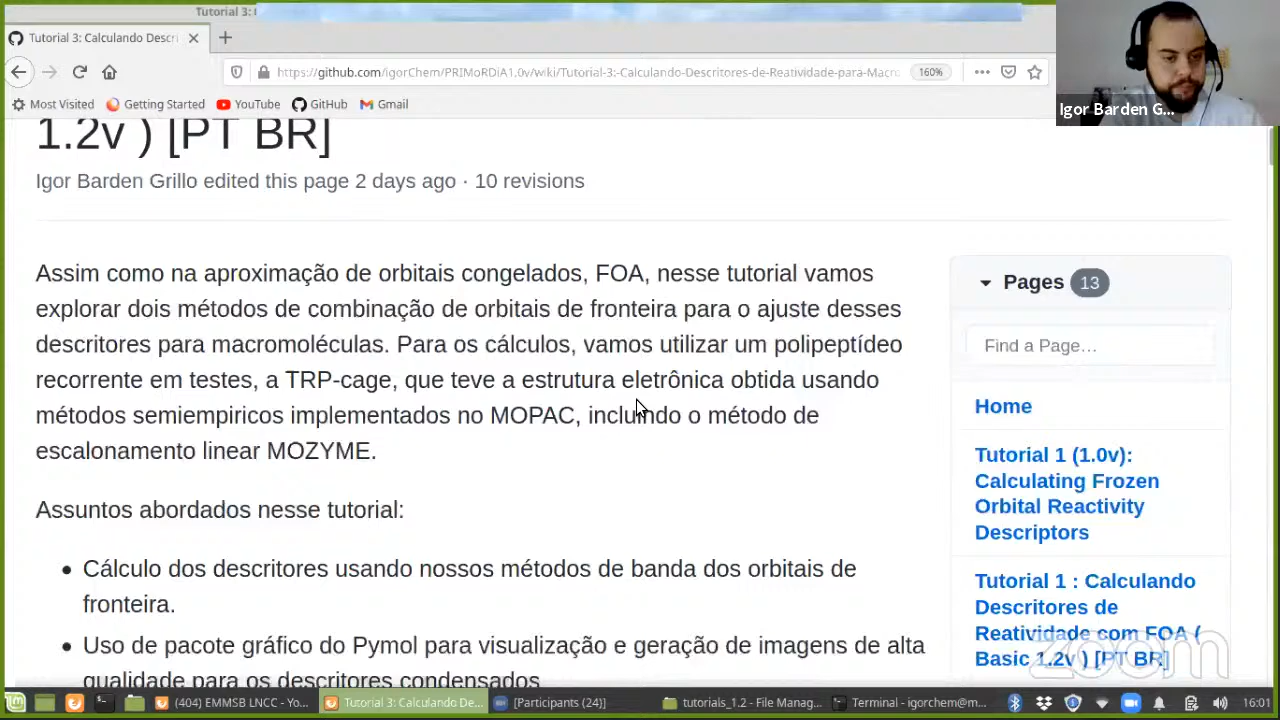 Tutorial 3:
Tutorial 3: Calculando Descri
https://github.com/igorChem/PRIMoRDiA1.0v/wiki/Tutorial-3:-Calculando-Descritores-de-Reatividade-para-Macro
160%
Most Visited Getting Started YouTube GitHub Gmail
Igor Barden G...
1.2v ) [PT BR]
Igor Barden Grillo edited this page 2 days ago · 10 revisions
Assim como na aproximação de orbitais congelados, FOA, nesse tutorial vamos
explorar dois métodos de combinação de orbitais de fronteira para o ajuste desses
descritores para macromoléculas. Para os cálculos, vamos utilizar um polipeptídeo
recorrente em testes, a TRP-cage, que teve a estrutura eletrônica obtida usando
métodos semiempiricos implementados no MOPAC, incluindo o método de
escalonamento linear MOZYME.
Assuntos abordados nesse tutorial:
• Cálculo dos descritores usando nossos métodos de banda dos orbitais de
fronteira.
• Uso de pacote gráfico do Pymol para visualização e geração de imagens de alta
qualidade para os descritores condensados
Pages 13
Find a Page…
Home
Tutorial 1 (1.0v):
Calculating Frozen
Orbital Reactivity
Descriptors
Tutorial 1 : Calculando
Descritores de
Reatividade com FOA (
Basic 1.2v ) [PT BR]
zoom
(404) EMMSB LNCC - Yo...
Tutorial 3: Calculando De...
[Participants (24)]
tutorials_1.2 - File Manag...
Terminal - igorchem@m...
16:01